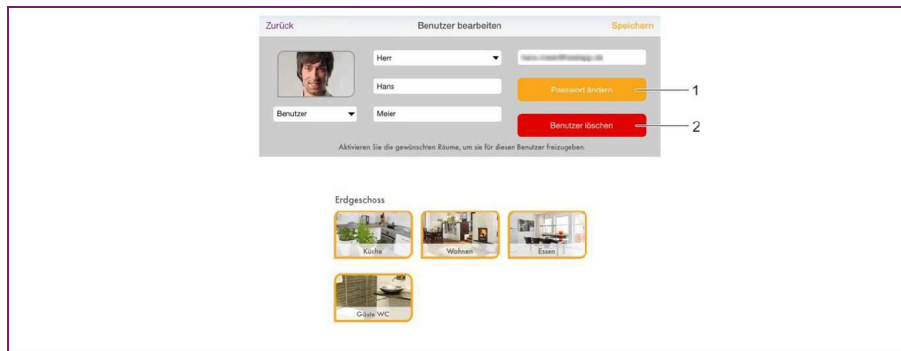 Zurück Benutzer bearbeiten Speichern
Herr
Hans Passwort ändern 1
Benutzer Meier
Benutzer löschen 2
Aktivieren Sie die gewünschten Räume, um sie für diesen Benutzer freizugeben.
Erdgeschoss
Küche Wohnen Essen
Gäste WC